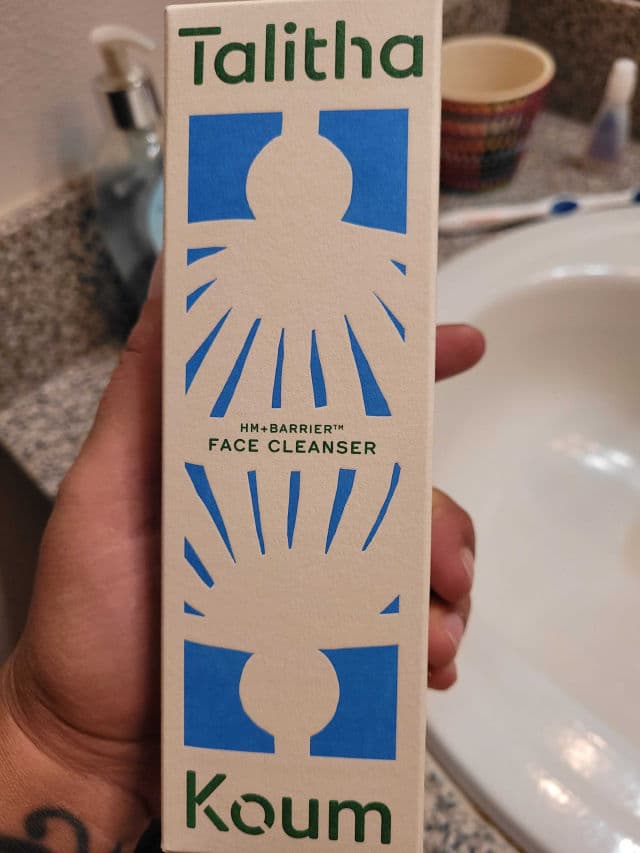 Talitha
HM+BARRIER™
FACE CLEANSER
Koum